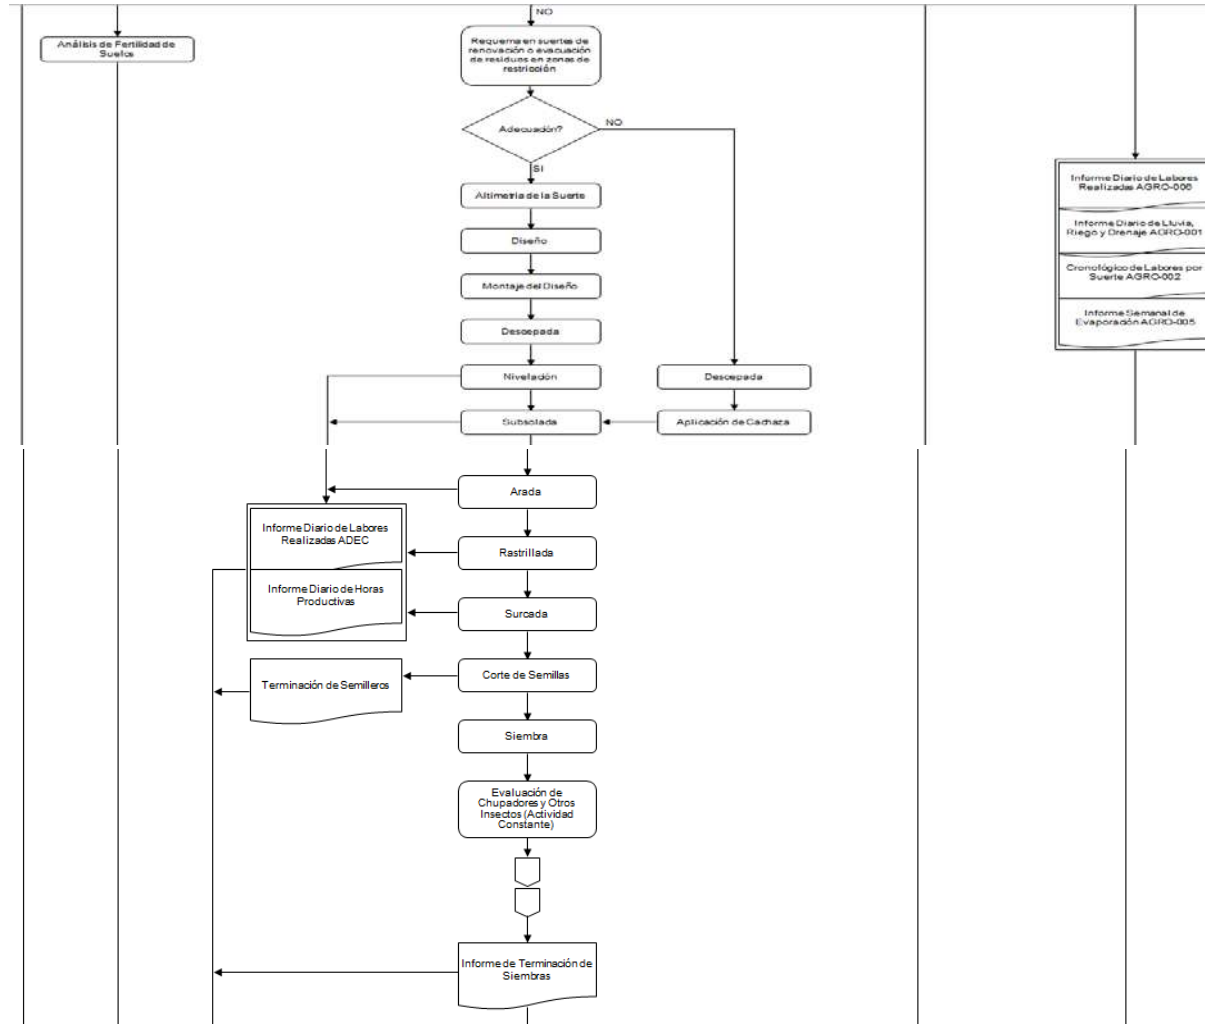 NO
Análisis de Fertilidad de
Suelos
Requema en suertes de
renovación o evacuación
de residuos en zonas de
restricción
Adecuación?
NO
SI
Altimetría de la Suerte
Diseño
Montaje del Diseño
Descepada
Nivelación
Descepada
Subsolada
Aplicación de Cachaza
Informe Diario de Labores
Realizadas AGRO-006
Informe Diario de Lluvia,
Riego y Drenaje AGRO-001
Cronológico de Labores por
Suerte AGRO-002
Informe Semanal de
Evaporación AGRO-005
Arada
Informe Diario de Labores
Realizadas ADEC
Rastrillada
Informe Diario de Horas
Productivas
Surcada
Corte de Semillas
Terminación de Semilleros
Siembra
Evaluación de
Chupadores y Otros
Insectos (Actividad
Constante)
Informe de Terminación de
Siembras